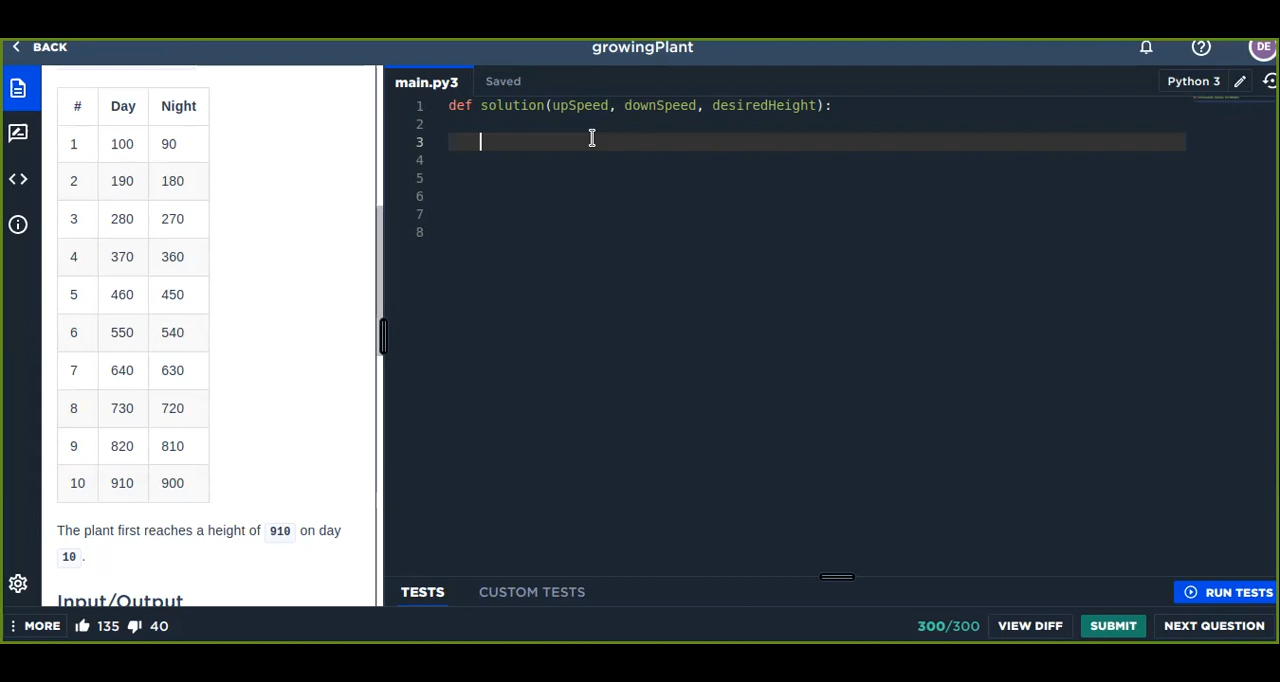 BACK
growingPlant
DE
main.py3
Saved
Python 3
# Day Night
1 100 90
2 190 180
3 280 270
4 370 360
5 460 450
6 550 540
7 640 630
8 730 720
9 820 810
10 910 900
The plant first reaches a height of 910 on day
10 .
Input/Output
1 def solution(upSpeed, downSpeed, desiredHeight):
2
3
4
5
6
7
8
TESTS
CUSTOM TESTS
RUN TESTS
MORE 135 40
300/300
VIEW DIFF
SUBMIT
NEXT QUESTION